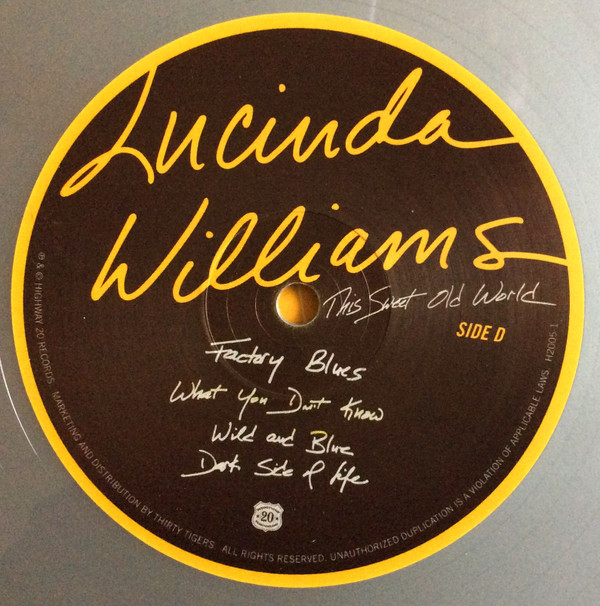 Lucinda
Williams
This Sweet Old World
SIDE D
Factory Blues
What You Don't Know
Wild and Blue
Dark Side of Life
20
℗ & © HIGHWAY 20 RECORDS. MARKETING AND DISTRIBUTION BY THIRTY TIGERS. ALL RIGHTS RESERVED. UNAUTHORIZED DUPLICATION IS A VIOLATION OF APPLICABLE LAWS. H2005 1